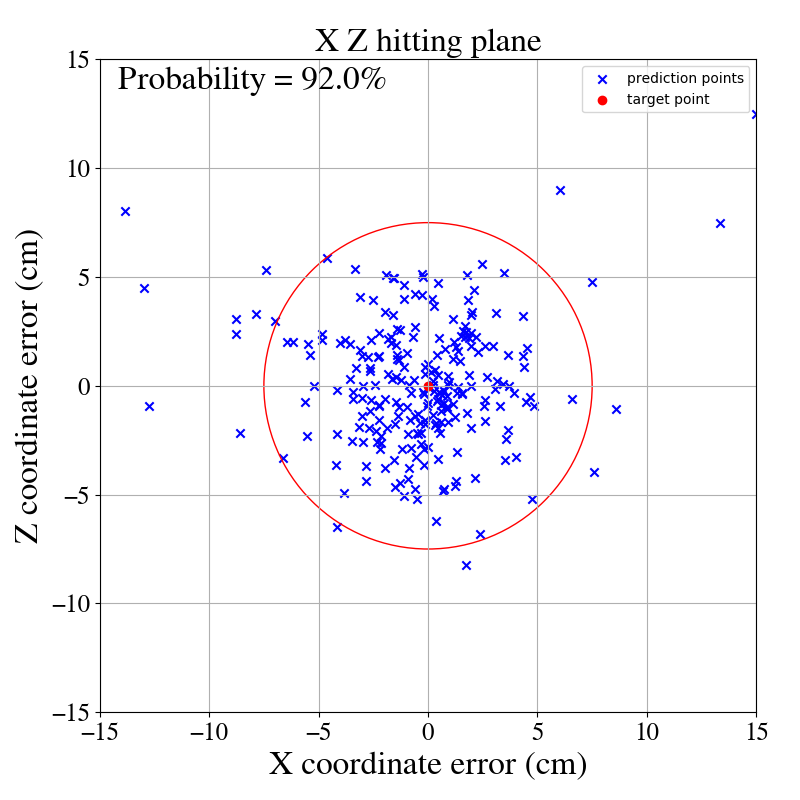 X Z hitting plane
Probability = 92.0%
prediction points
target point
Z coordinate error (cm)
15
10
5
0
−5
−10
−15
−15
−10
−5
0
5
10
15
X coordinate error (cm)